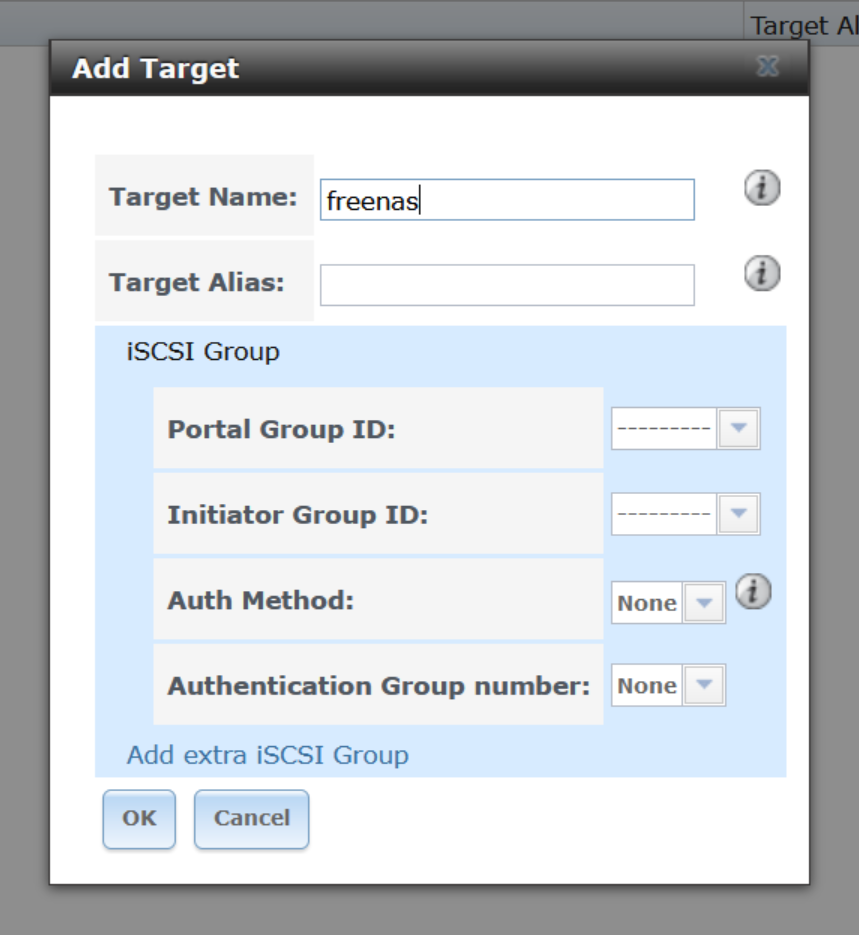 Target Al
Add Target
Target Name:
freenas
Target Alias:
iSCSI Group
Portal Group ID:
---------
Initiator Group ID:
---------
Auth Method:
None
Authentication Group number:
None
Add extra iSCSI Group
OK
Cancel